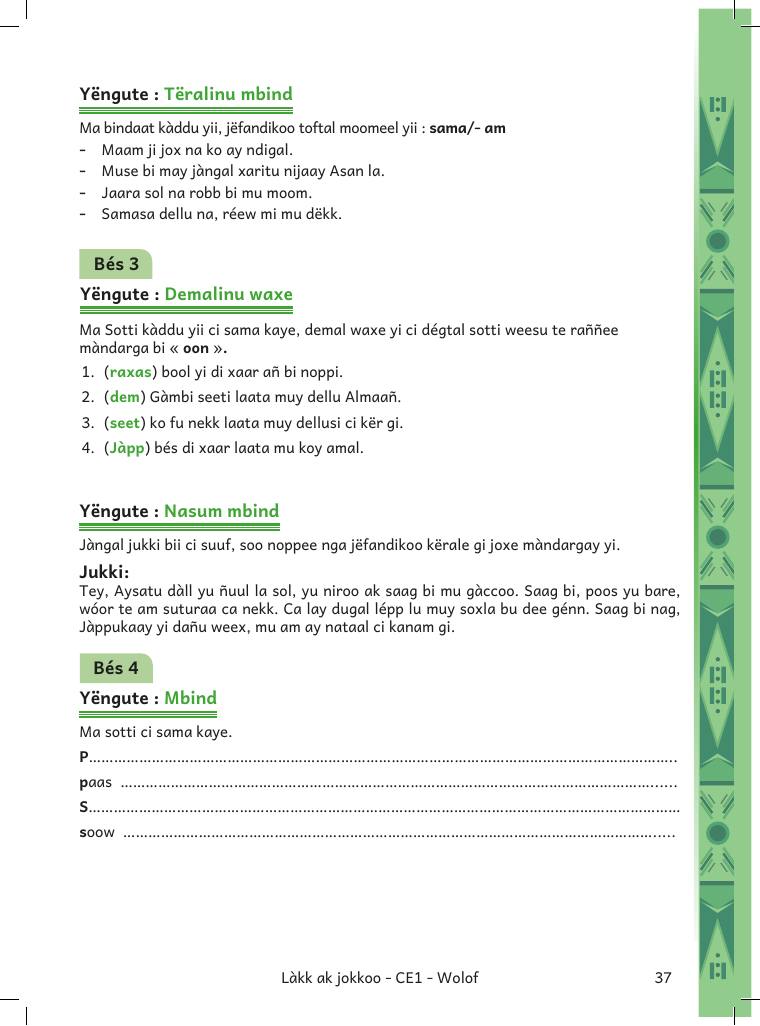 Yëngute : Tëralinu mbind
Ma bindaat kàddu yii, jëfandikoo toftal moomeel yii : sama/- am
- Maam ji jox na ko ay ndigal.
- Muse bi may jàngal xaritu nijaay Asan la.
- Jaara sol na robb bi mu moom.
- Samasa dellu na, réew mi mu dëkk.
Bés 3
Yëngute : Demalinu waxe
Ma Sotti kàddu yii ci sama kaye, demal waxe yi ci dégtal sotti weesu te raññee
màndarga bi « oon ».
1. (raxas) bool yi di xaar añ bi noppi.
2. (dem) Gàmbi seeti laata muy dellu Almaañ.
3. (seet) ko fu nekk laata muy dellusi ci kër gi.
4. (Jàpp) bés di xaar laata mu koy amal.
Yëngute : Nasum mbind
Jàngal jukki bii ci suuf, soo noppee nga jëfandikoo kërale gi joxe màndargay yi.
Jukki:
Tey, Aysatu dàll yu ñuul la sol, yu niroo ak saag bi mu gàccoo. Saag bi, poos yu bare,
wóor te am suturaa ca nekk. Ca lay dugal lépp lu muy soxla bu dee génn. Saag bi nag,
Jàppukaay yi dañu weex, mu am ay nataal ci kanam gi.
Bés 4
Yëngute : Mbind
Ma sotti ci sama kaye.
P..........................................................................................
paas ..........................................................................................
S..........................................................................................
soow ..........................................................................................
Làkk ak jokkoo - CE1 - Wolof 37